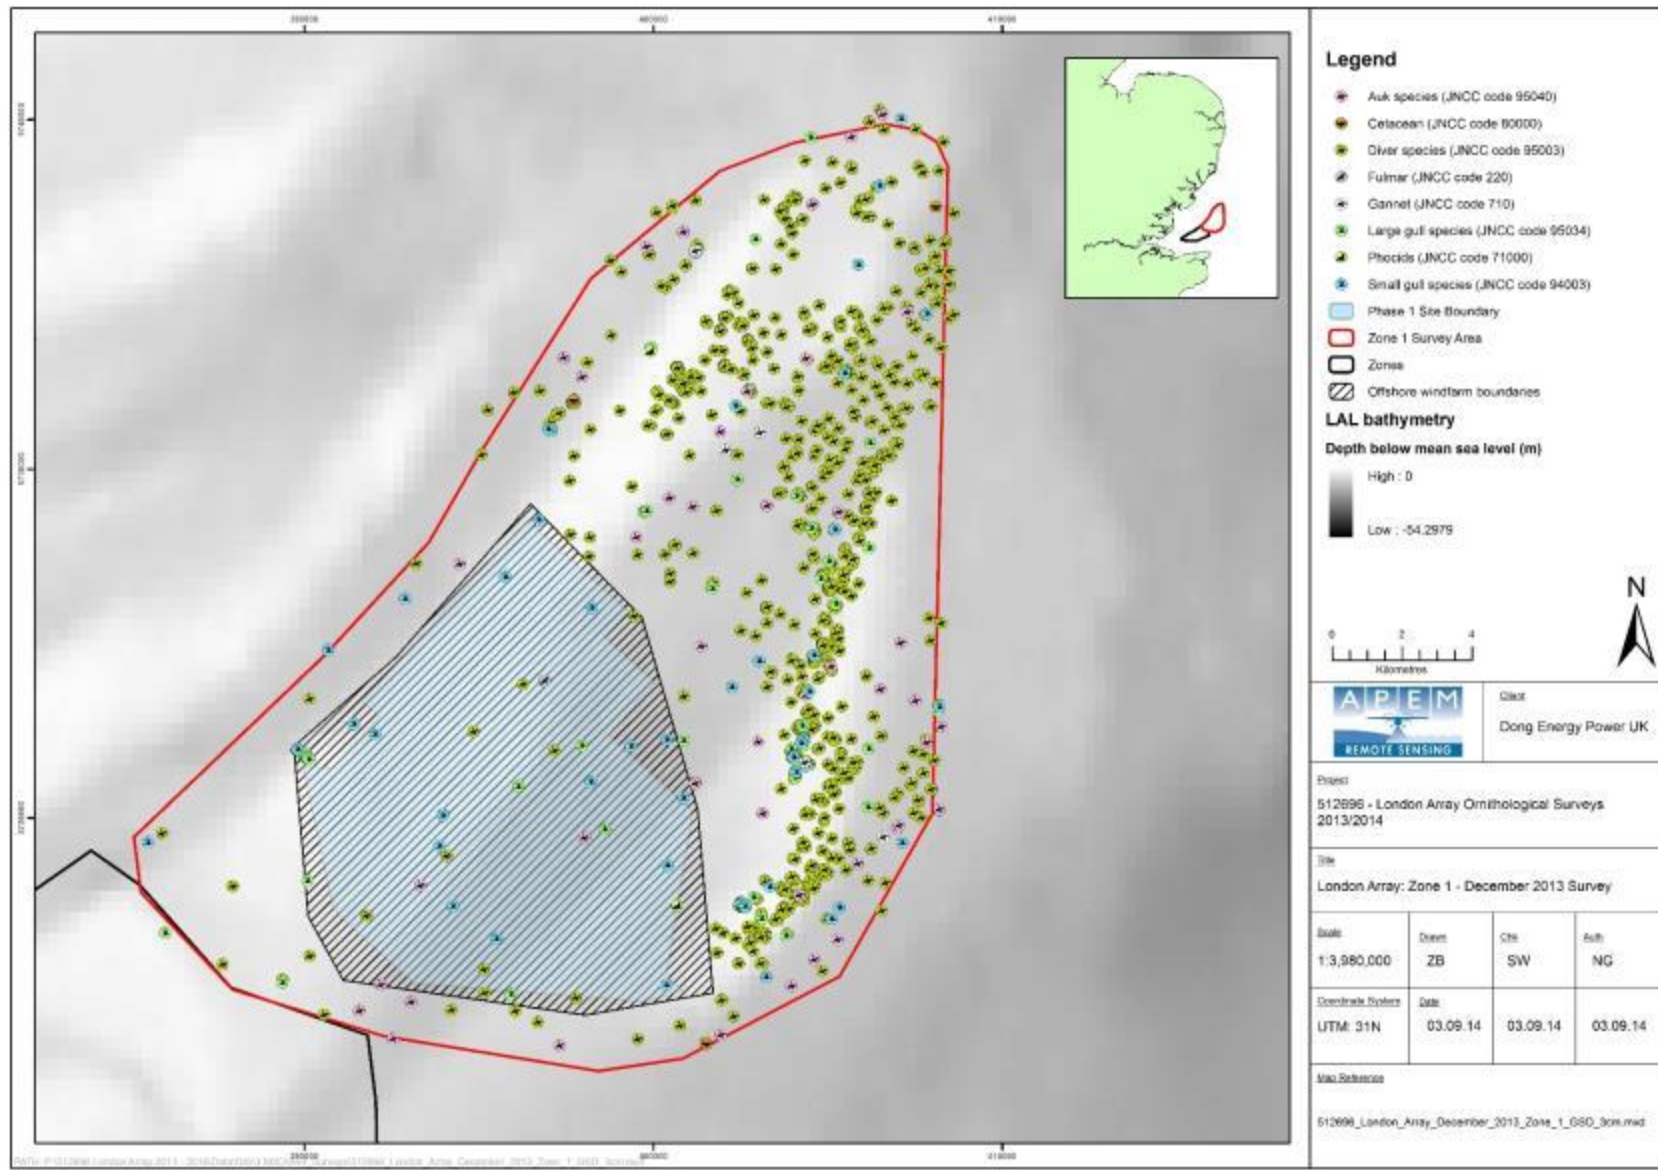 Legend
Auk species (JNCC code 95040)
Cetacean (JNCC code 80000)
Diver species (JNCC code 95003)
Fulmar (JNCC code 220)
Gannet (JNCC code 710)
Large gull species (JNCC code 95034)
Phocids (JNCC code 71000)
Small gull species (JNCC code 94003)
Phase 1 Site Boundary
Zone 1 Survey Area
Zones
Offshore windfarm boundaries
LAL bathymetry
Depth below mean sea level (m)
High : 0
Low : -54.2979
N
0 2 4
Kilometres
APEM
REMOTE SENSING
Client
Dong Energy Power UK
Project
512696 - London Array Ornithological Surveys
2013/2014
Title
London Array: Zone 1 - December 2013 Survey
Scale Drawn Chk Auth
1:3,980,000 ZB SW NG
Coordinate System Date
UTM: 31N 03.09.14 03.09.14 03.09.14
Map Reference
512696_London_Array_December_2013_Zone_1_GSD_3cm.mxd